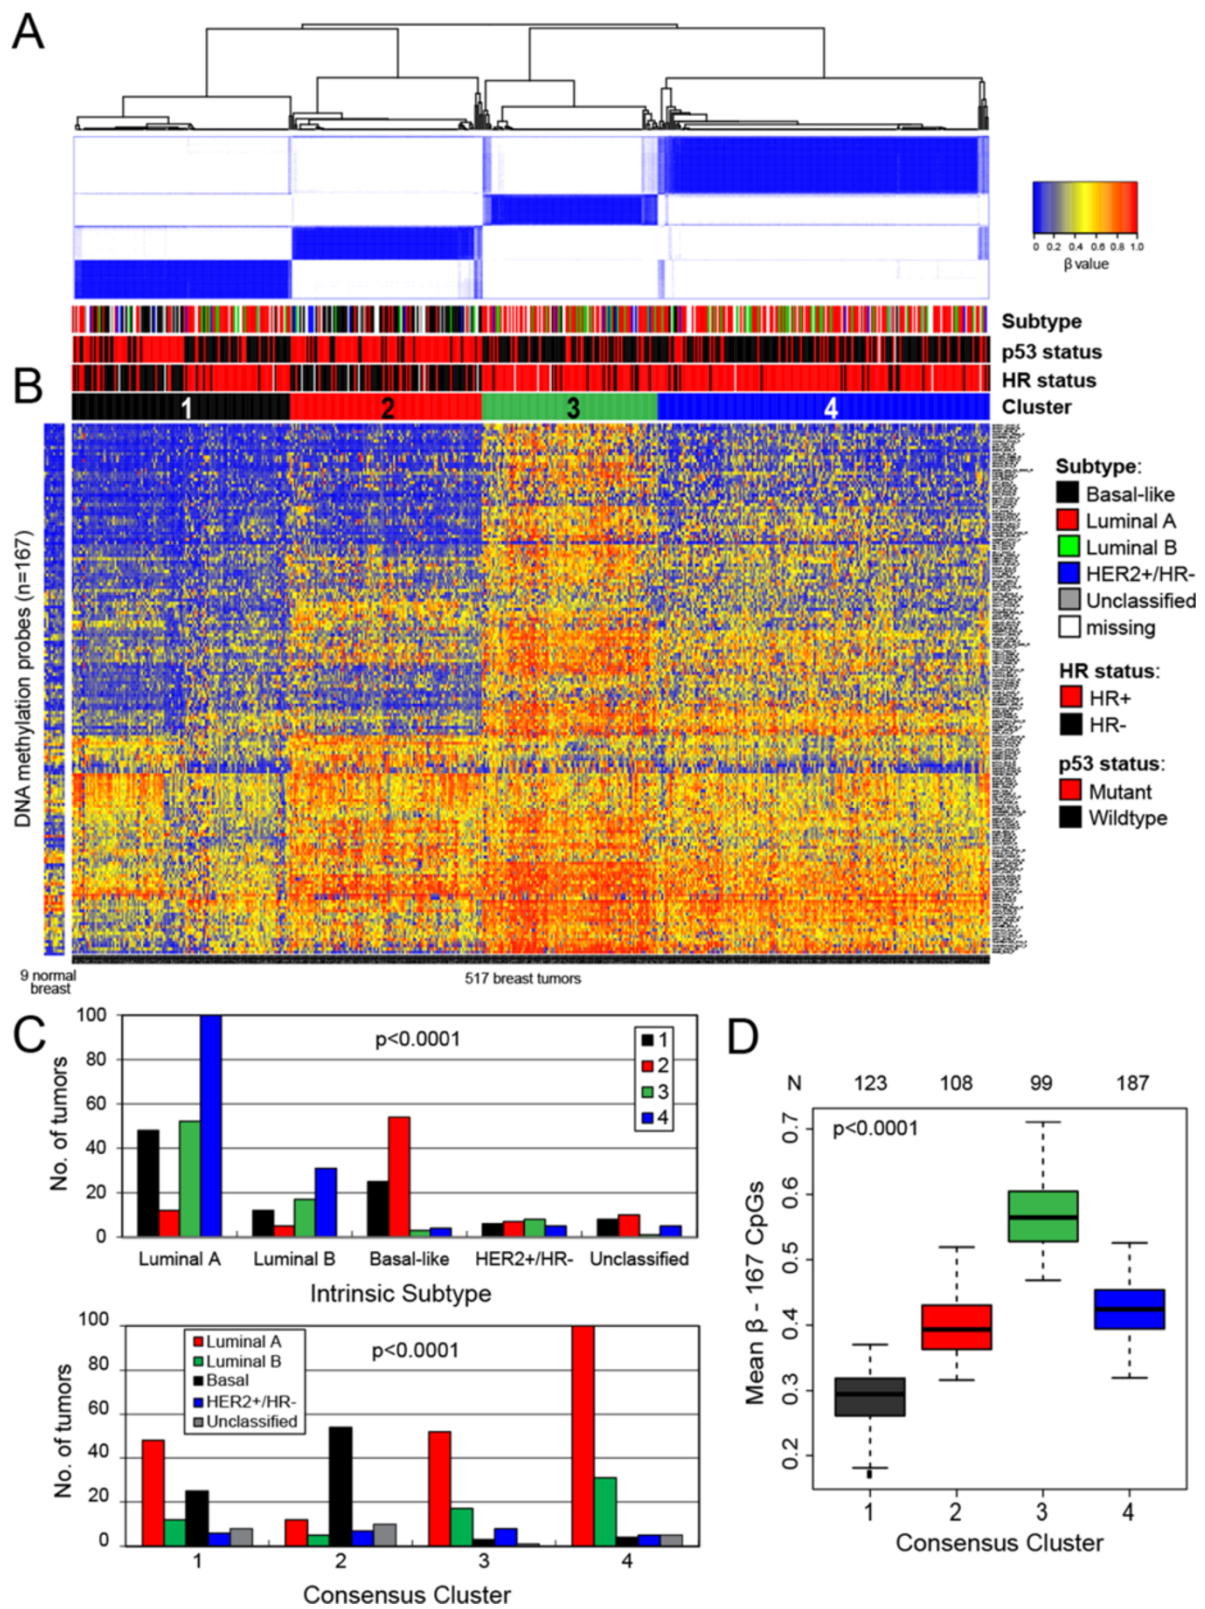 A
0 0.2 0.4 0.6 0.8 1.0
β value
Subtype
p53 status
HR status
B
1 2 3 4
Cluster
DNA methylation probes (n=167)
Subtype:
Basal-like
Luminal A
Luminal B
HER2+/HR-
Unclassified
missing
HR status:
HR+
HR-
p53 status:
Mutant
Wildtype
9 normal
breast
517 breast tumors
C
p<0.0001
1
2
3
4
No. of tumors
100
80
60
40
20
0
Luminal A Luminal B Basal-like HER2+/HR- Unclassified
Intrinsic Subtype
p<0.0001
Luminal A
Luminal B
Basal
HER2+/HR-
Unclassified
No. of tumors
100
80
60
40
20
0
1 2 3 4
Consensus Cluster
D
N 123 108 99 187
p<0.0001
Mean β - 167 CpGs
0.7
0.6
0.5
0.4
0.3
0.2
1 2 3 4
Consensus Cluster